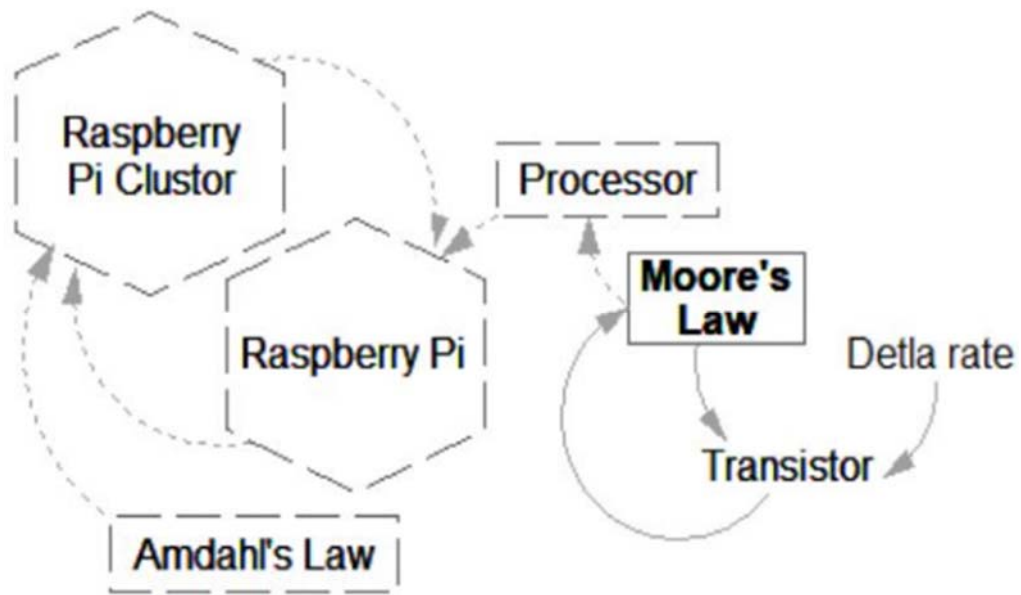 Raspberry
Pi Clustor
Processor
Moore's
Law
Raspberry Pi
Detla rate
Transistor
Amdahl's Law